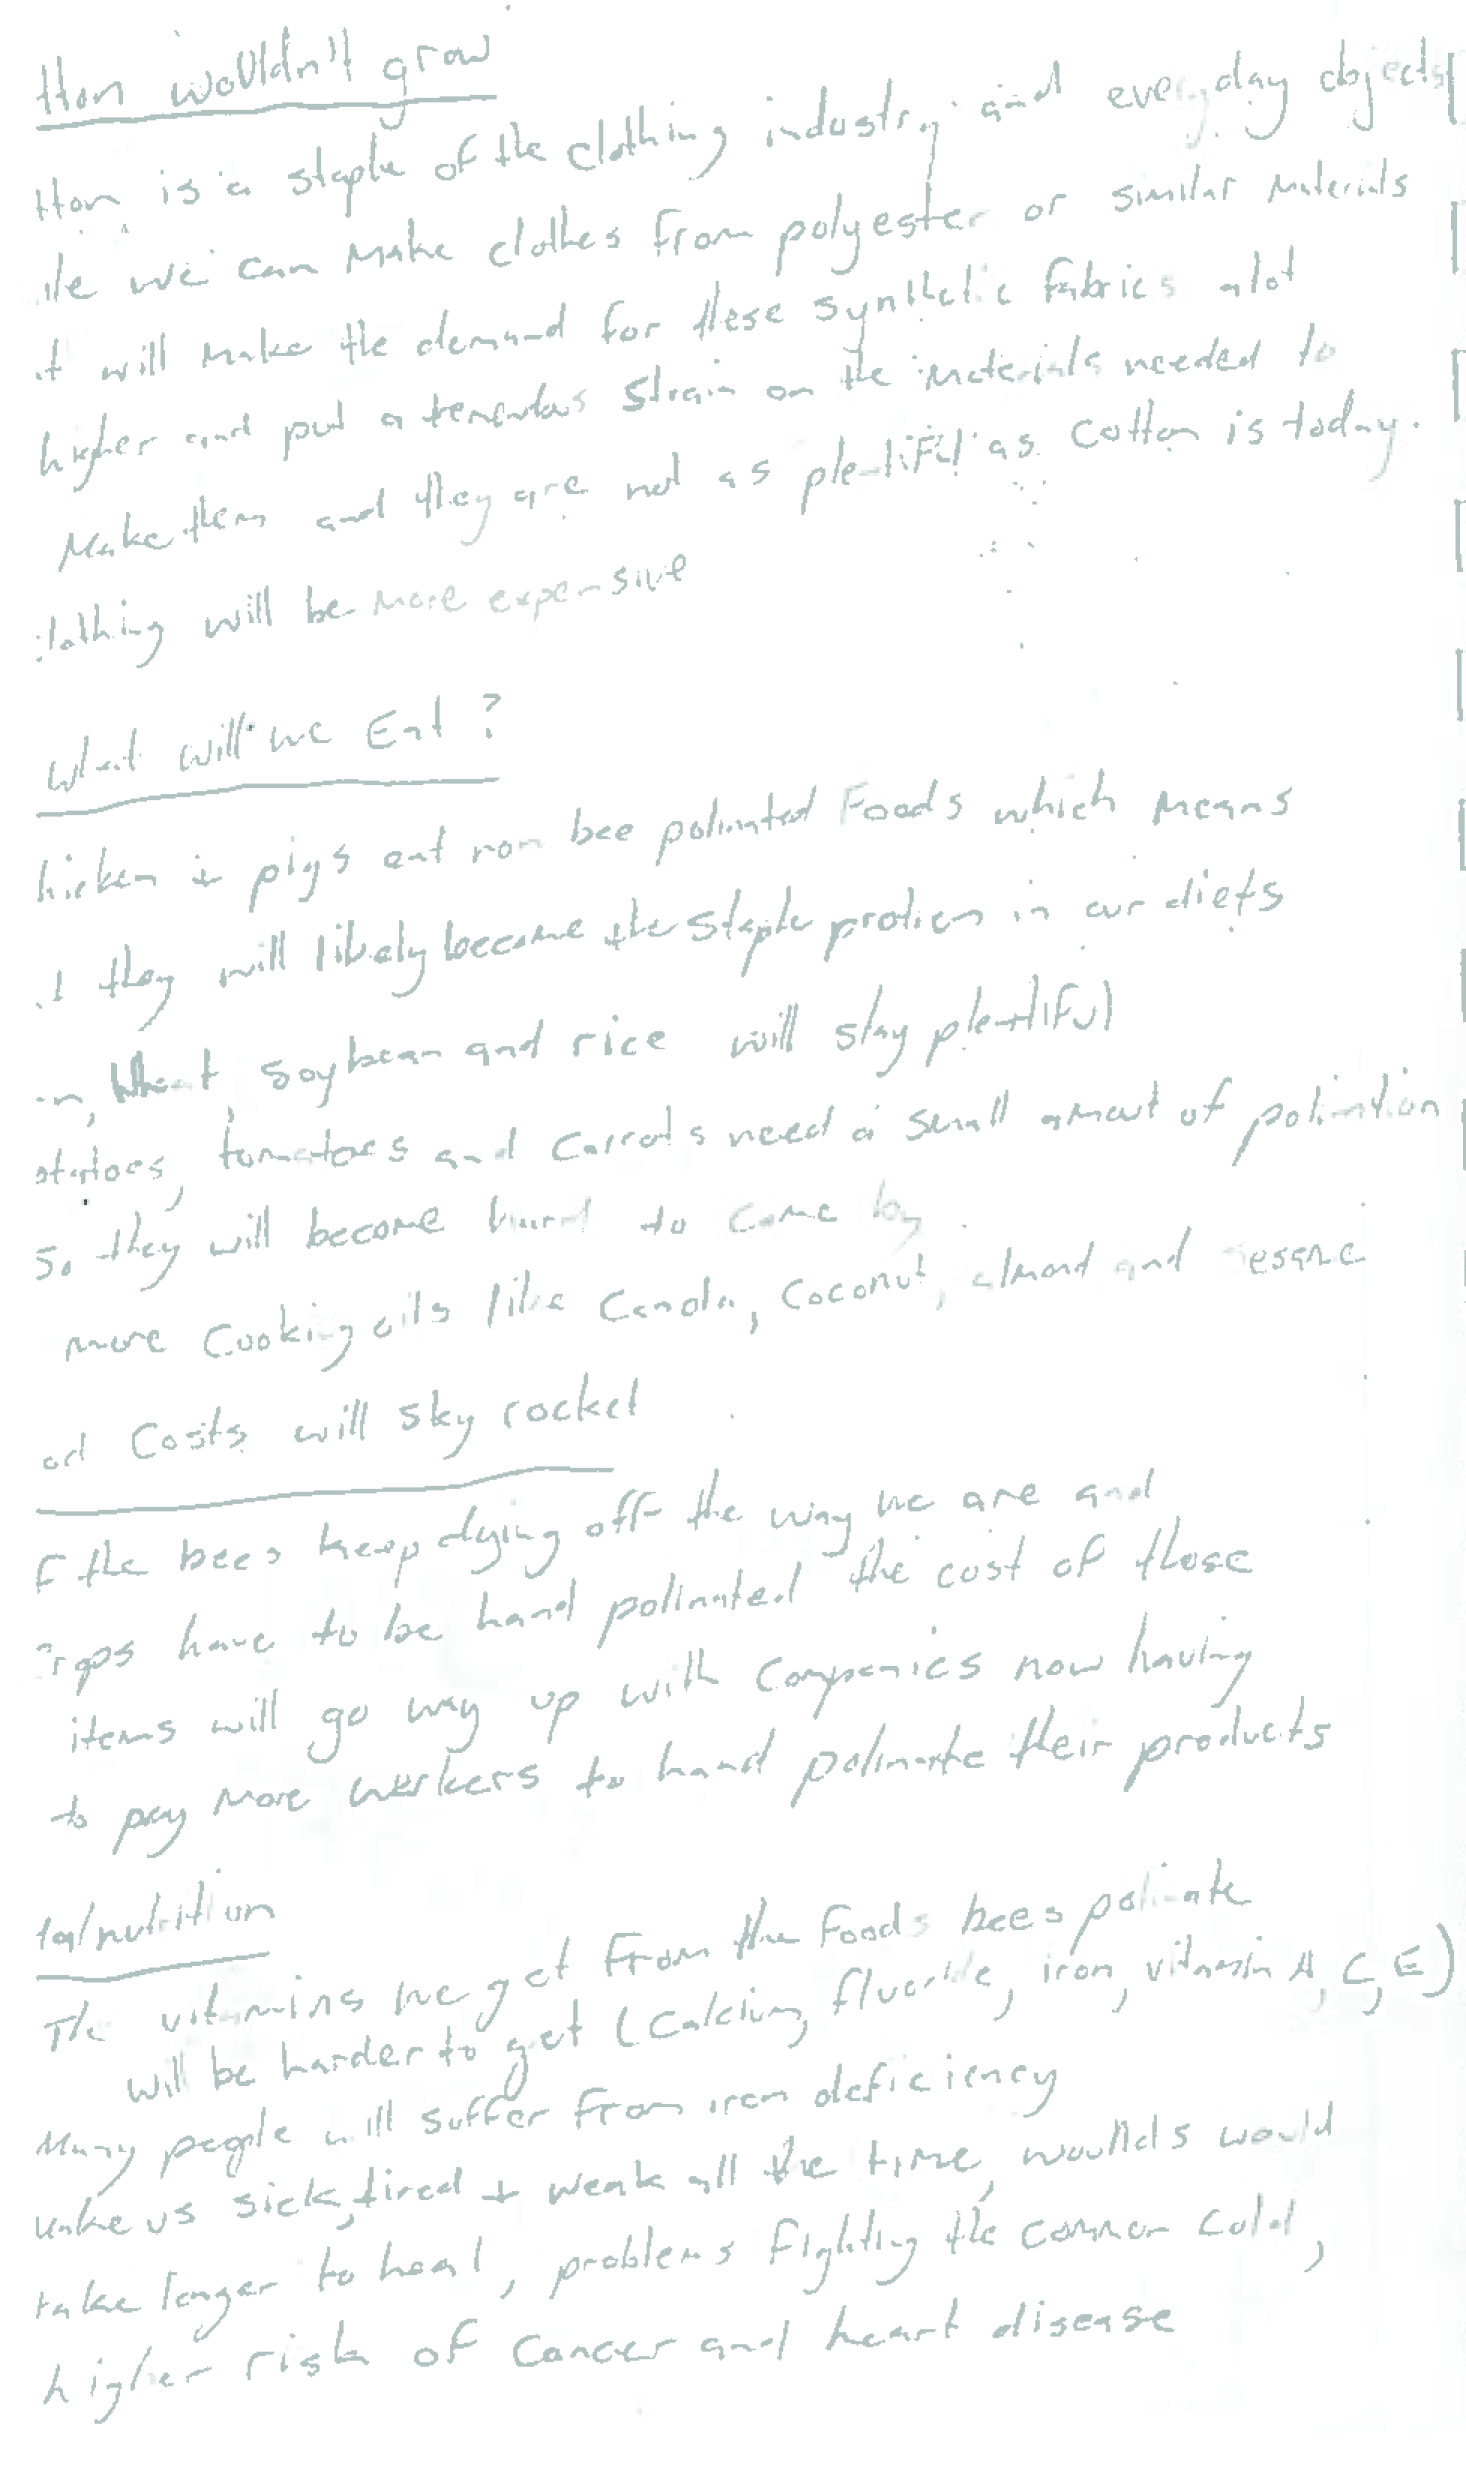 tton wouldn't grow
tton is a staple of the clothing industry and everyday objects
ile we can make clothes from polyester or similar materials
it will make the demand for these synthetic fabrics alot
higher and put a tremendous strain on the materials needed to
make them and they are not as plentiful as cotton is today.
clothing will be more expensive
What will we Eat?
hicken + pigs eat non bee polinated Foods which means
t they will likely become the staple protien in our diets
rn, wheat, soybean and rice will stay plentiful
otatoes, tomatoes and carrots need a small amout of polination
So they will become hard to come by
more cooking oils like canola, coconut, almond and sesame
od Costs will sky rocket
F the bees keep dying off the way we are and
crops have to be hand polinated the cost of those
items will go way up with companies now having
to pay more workers to hand polinate their products
alnutrition
The vitamins we get from the Foods bees polinate
will be harder to get (Calcium, fluoride, iron, vitamin A, C, E)
Many people will suffer from iron deficiency
make us sick, tired + weak all the time, wounds would
take longer to heal, problems fighting the common cold,
higher risk of cancer and heart disease